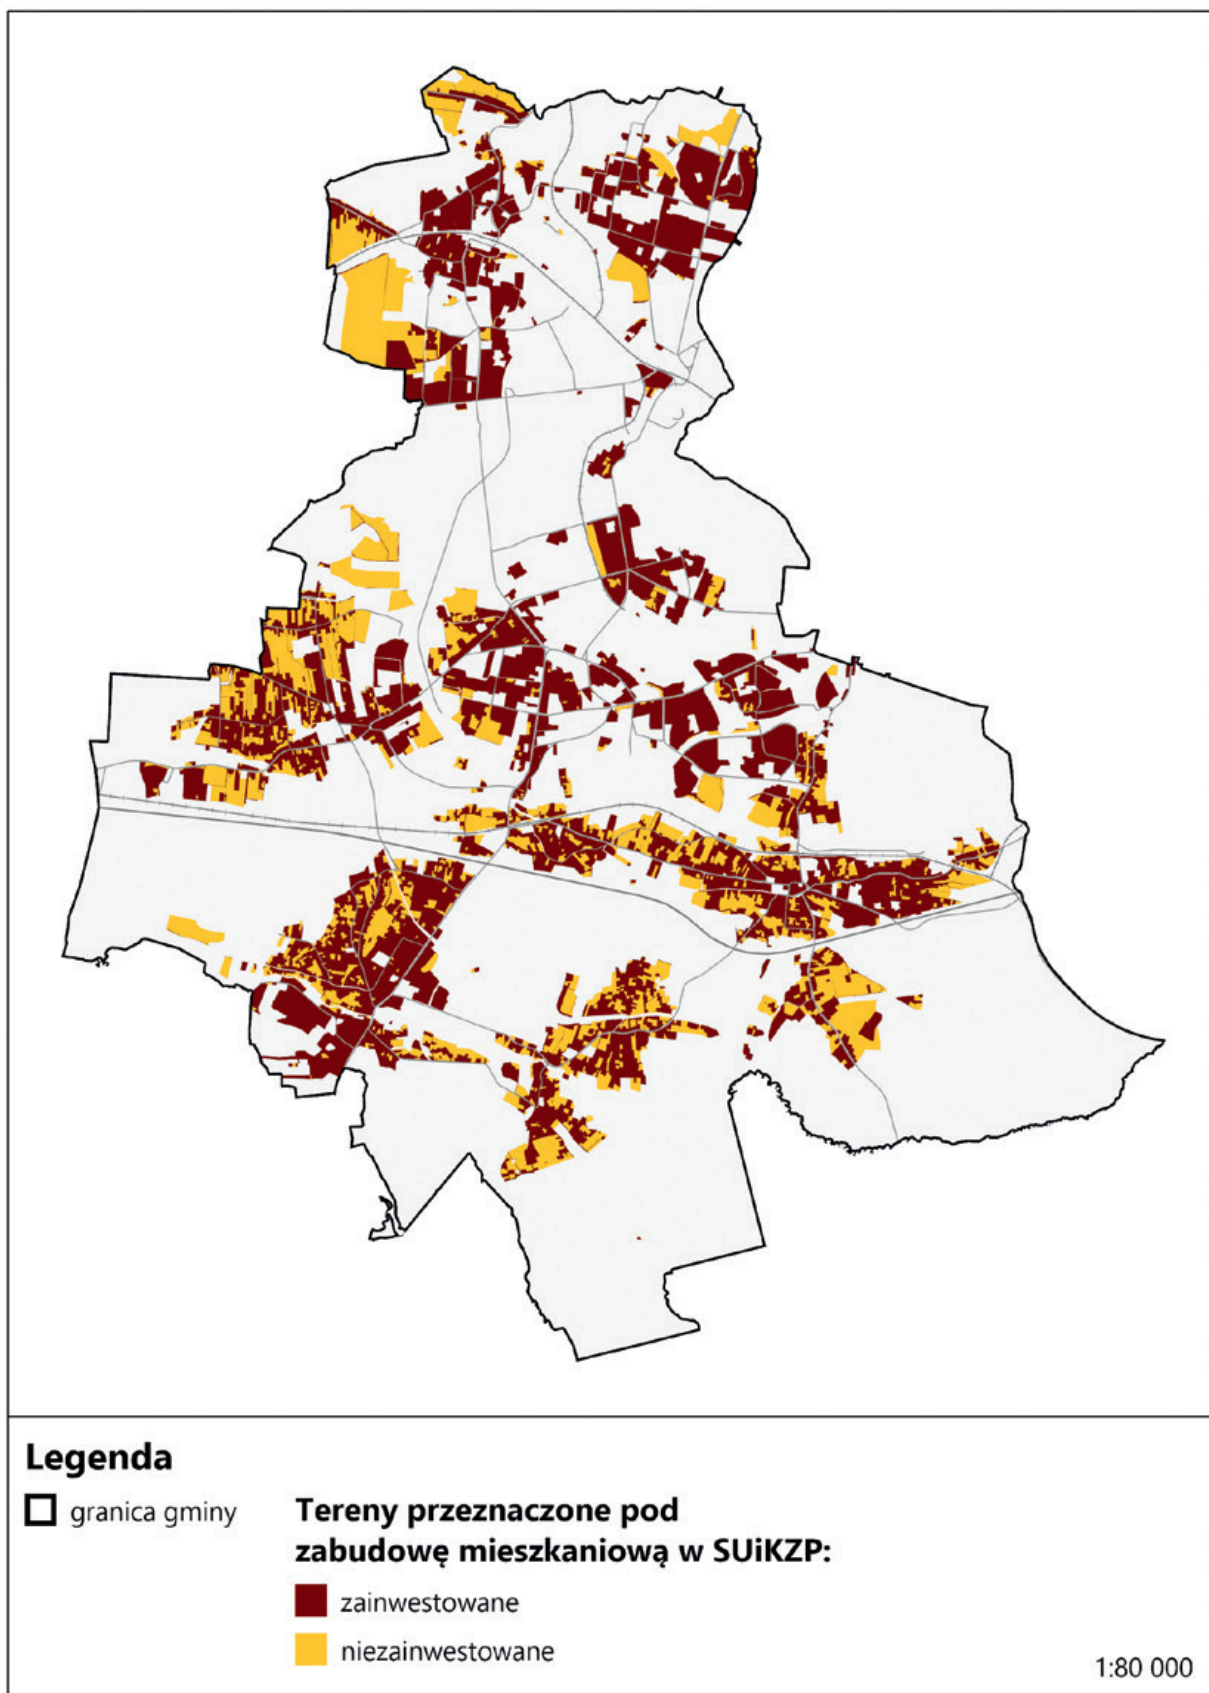 Legenda
granica gminy
Tereny przeznaczone pod
zabudowę mieszkaniową w SUiKZP:
zainwestowane
niezainwestowane
1:80 000